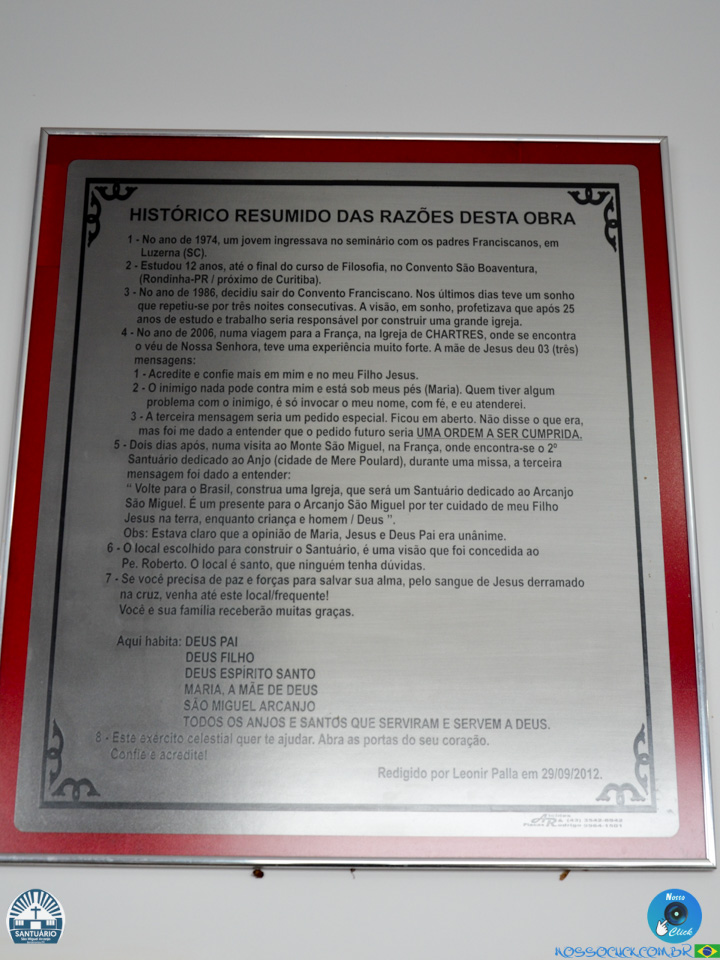 HISTÓRICO RESUMIDO DAS RAZÕES DESTA OBRA
1 - No ano de 1974, um jovem ingressava no seminário com os padres Franciscanos, em
Luzerna (SC).
2 - Estudou 12 anos, até o final do curso de Filosofia, no Convento São Boaventura,
(Rondinha-PR / próximo de Curitiba).
3 - No ano de 1986, decidiu sair do Convento Franciscano. Nos últimos dias teve um sonho
que repetiu-se por três noites consecutivas. A visão, em sonho, profetizava que após 25
anos de estudo e trabalho seria responsável por construir uma grande igreja.
4 - No ano de 2006, numa viagem para a França, na Igreja de CHARTRES, onde se encontra
o véu de Nossa Senhora, teve uma experiência muito forte. A mãe de Jesus deu 03 (três)
mensagens:
1 - Acredite e confie mais em mim e no meu Filho Jesus.
2 - O inimigo nada pode contra mim e está sob meus pés (Maria). Quem tiver algum
problema com o inimigo, é só invocar o meu nome, com fé, e eu atenderei.
3 - A terceira mensagem seria um pedido especial. Ficou em aberto. Não disse o que era,
mas foi me dado a entender que o pedido futuro seria UMA ORDEM A SER CUMPRIDA.
5 - Dois dias após, numa visita ao Monte São Miguel, na França, onde encontra-se o 2º
Santuário dedicado ao Anjo (cidade de Mere Poulard), durante uma missa, a terceira
mensagem foi dado a entender:
“ Volte para o Brasil, construa uma Igreja, que será um Santuário dedicado ao Arcanjo
São Miguel. É um presente para o Arcanjo São Miguel por ter cuidado de meu Filho
Jesus na terra, enquanto criança e homem / Deus ”.
Obs: Estava claro que a opinião de Maria, Jesus e Deus Pai era unânime.
6 - O local escolhido para construir o Santuário, é uma visão que foi concedida ao
Pe. Roberto. O local é santo, que ninguém tenha dúvidas.
7 - Se você precisa de paz e forças para salvar sua alma, pelo sangue de Jesus derramado
na cruz, venha até este local/frequente!
Você e sua família receberão muitas graças.
Aqui habita: DEUS PAI
DEUS FILHO
DEUS ESPÍRITO SANTO
MARIA, A MÃE DE DEUS
SÃO MIGUEL ARCANJO
TODOS OS ANJOS E SANTOS QUE SERVIRAM E SERVEM A DEUS.
8 - Este exército celestial quer te ajudar. Abra as portas do seu coração.
Confie e acredite!
Redigido por Leonir Palla em 29/09/2012.
SANTUÁRIO
São Miguel Arcanjo
Nosso
Click
NOSSOCLICK.COM.BR